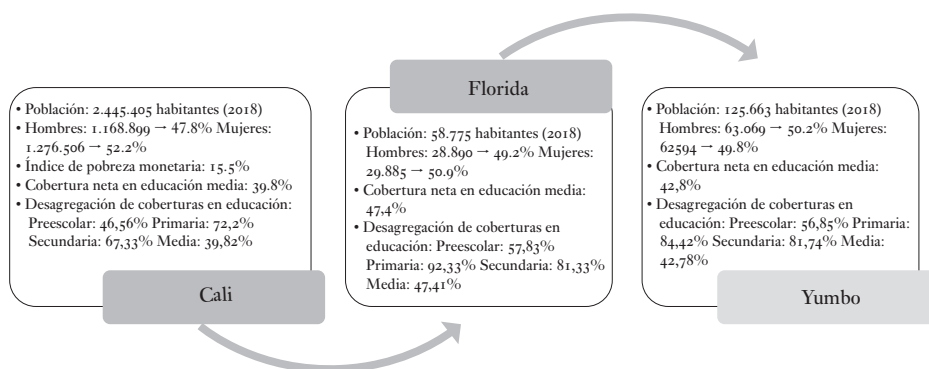 • Población: 2.445.405 habitantes (2018)
• Hombres: 1.168.899 → 47.8% Mujeres:
1.276.506 → 52.2%
• Índice de pobreza monetaria: 15.5%
• Cobertura neta en educación media: 39.8%
• Desagregación de coberturas en educación:
Preescolar: 46,56% Primaria: 72,2%
Secundaria: 67,33% Media: 39,82%
Cali
Florida
• Población: 58.775 habitantes (2018)
Hombres: 28.890 → 49.2% Mujeres:
29.885 → 50.9%
• Cobertura neta en educación media:
47,4%
• Desagregación de coberturas en
educación: Preescolar: 57,83%
Primaria: 92,33% Secundaria: 81,33%
Media: 47,41%
• Población: 125.663 habitantes (2018)
Hombres: 63.069 → 50.2% Mujeres:
62594 → 49.8%
• Cobertura neta en educación media:
42,8%
• Desagregación de coberturas en
educación: Preescolar: 56,85% Primaria:
84,42% Secundaria: 81,74% Media:
42,78%
Yumbo